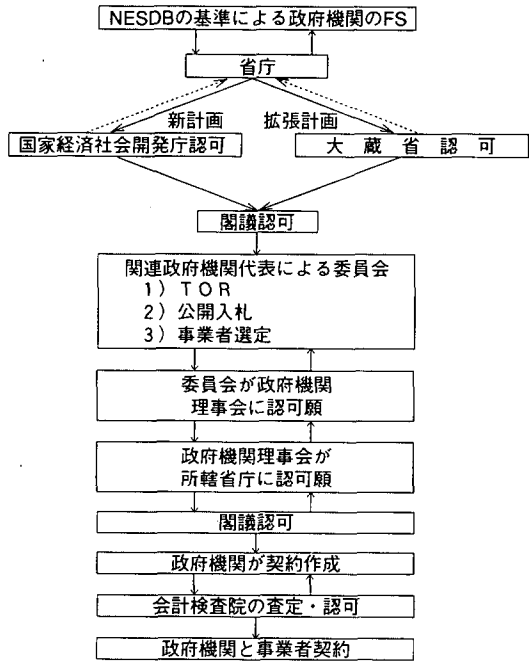 NESDBの基準による政府機関のFS
省庁
新計画 拡張計画
国家経済社会開発庁認可 大蔵省認可
閣議認可
関連政府機関代表による委員会
1) TOR
2) 公開入札
3) 事業者選定
委員会が政府機関
理事会に認可願
政府機関理事会が
所轄省庁に認可願
閣議認可
政府機関が契約作成
会計検査院の査定・認可
政府機関と事業者契約